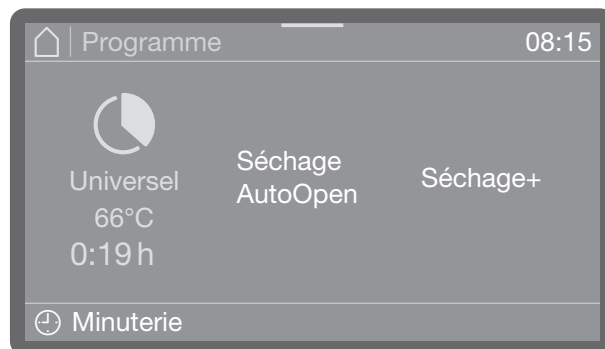 Programme
08:15
Universel
66°C
0:19 h
Séchage
AutoOpen
Séchage+
Minuterie